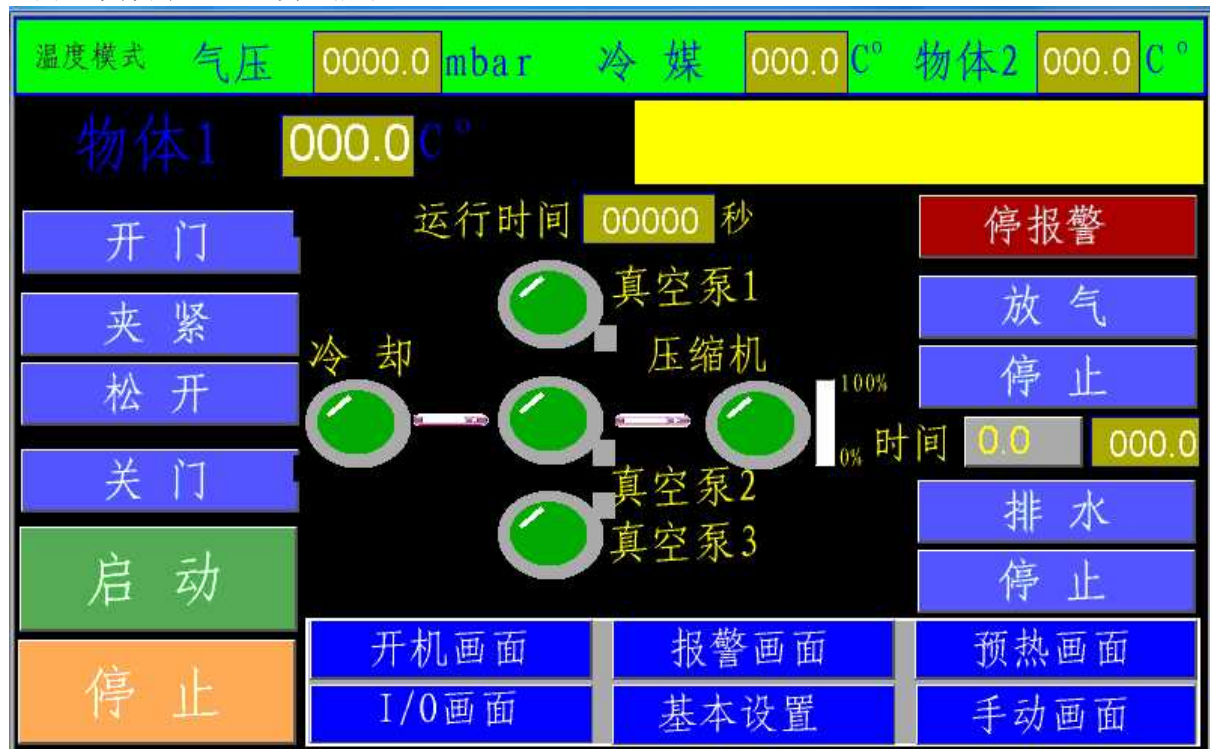 温度模式 气压 0000.0 mbar 冷 媒 000.0 C° 物体2 000.0 C°
物体1 000.0 C°
运行时间 00000 秒
开 门
停报警
真空泵1
夹 紧
放 气
冷 却
压缩机
松 开
停 止
100%
0%
时间 0.0 000.0
关 门
真空泵2
排 水
真空泵3
启 动
停 止
开机画面 报警画面 预热画面
停 止
I/O画面 基本设置 手动画面